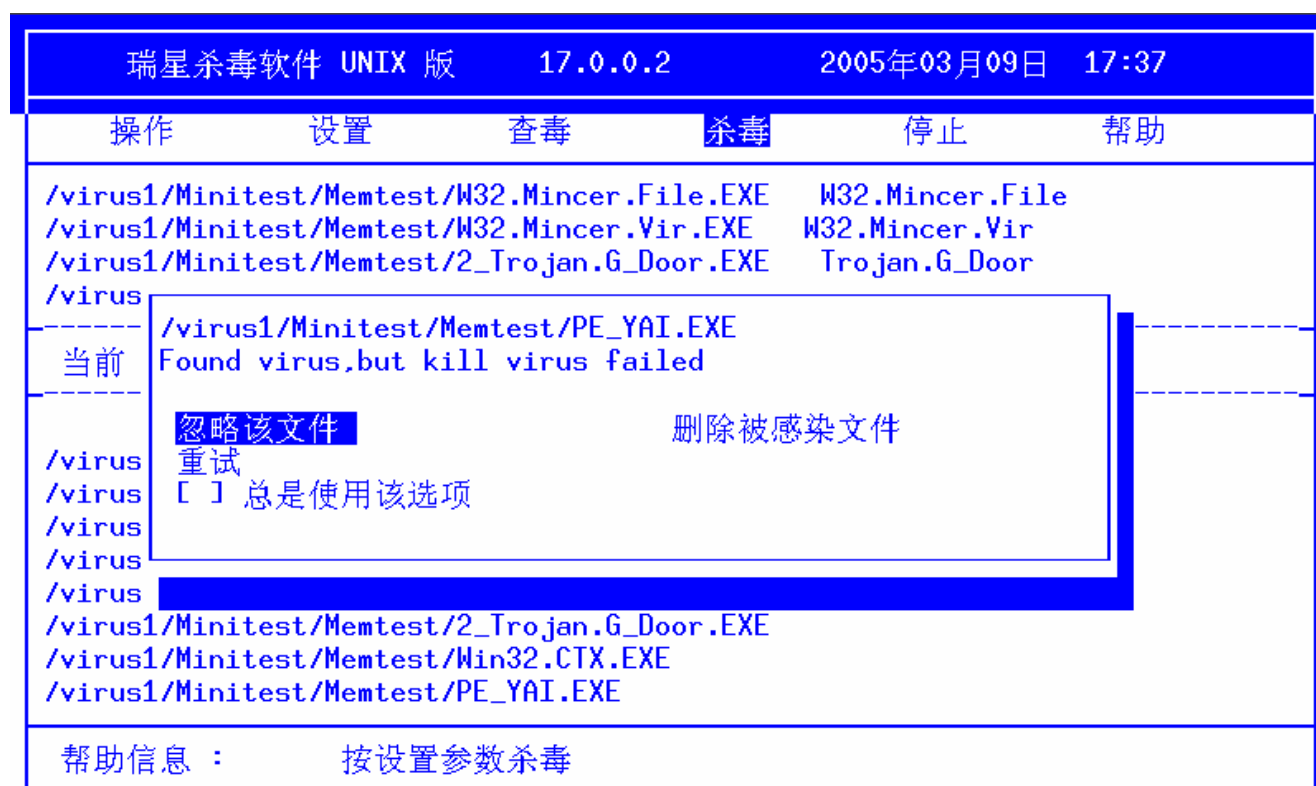 瑞星杀毒软件 UNIX 版 17.0.0.2 2005年03月09日 17:37
操作 设置 查毒 杀毒 停止 帮助
/virus1/Minitest/Memtest/W32.Mincer.File.EXE W32.Mincer.File
/virus1/Minitest/Memtest/W32.Mincer.Vir.EXE W32.Mincer.Vir
/virus1/Minitest/Memtest/2_Trojan.G_Door.EXE Trojan.G_Door
/virus
/virus1/Minitest/Memtest/PE_YAI.EXE
当前 Found virus,but kill virus failed
忽略该文件 删除被感染文件
/virus 重试
/virus [ ] 总是使用该选项
/virus
/virus
/virus
/virus1/Minitest/Memtest/2_Trojan.G_Door.EXE
/virus1/Minitest/Memtest/Win32.CTX.EXE
/virus1/Minitest/Memtest/PE_YAI.EXE
帮助信息 : 按设置参数杀毒